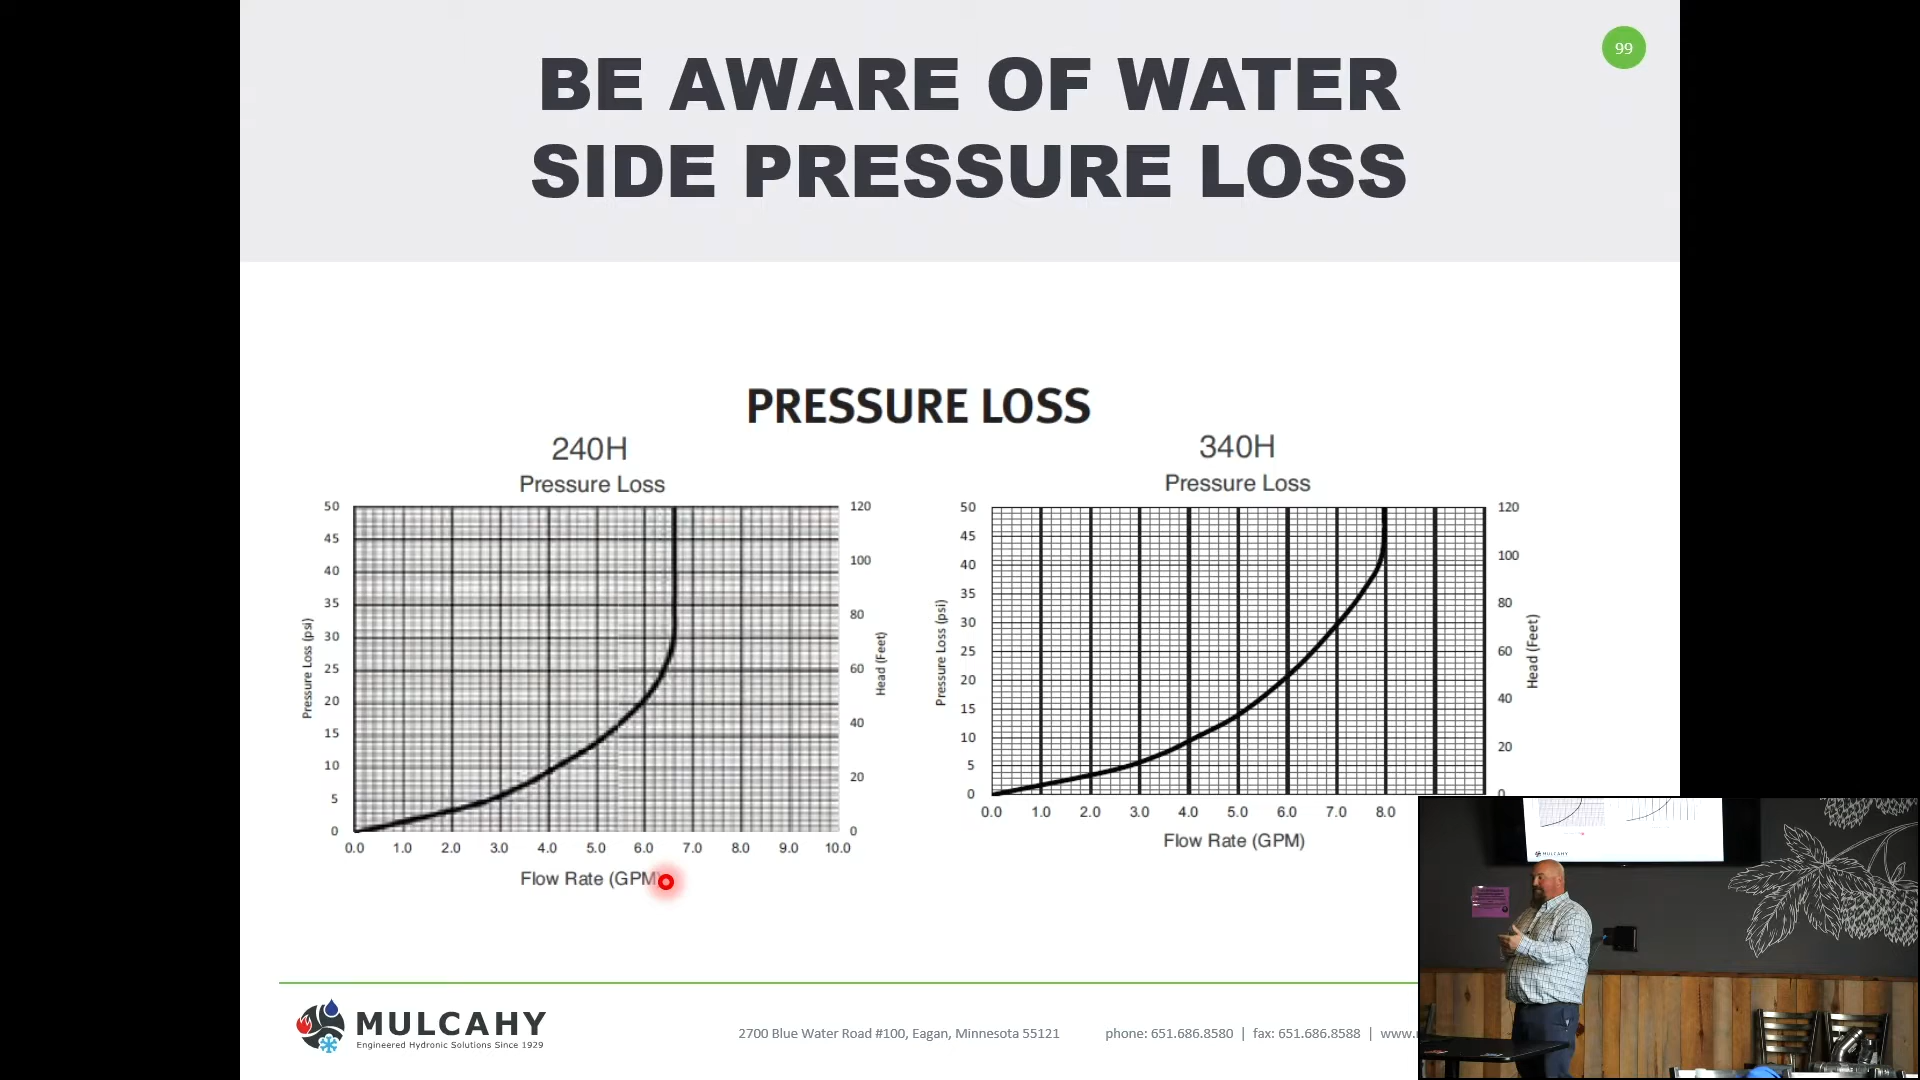 BE AWARE OF WATER
SIDE PRESSURE LOSS
99
PRESSURE LOSS
240H
Pressure Loss
50
45
40
35
30
25
20
15
10
5
0
Pressure Loss (psi)
120
100
80
60
40
20
0
Head (Feet)
0.0 1.0 2.0 3.0 4.0 5.0 6.0 7.0 8.0 9.0 10.0
Flow Rate (GPM)
340H
Pressure Loss
50
45
40
35
30
25
20
15
10
5
0
Pressure Loss (psi)
120
100
80
60
40
20
0
Head (Feet)
0.0 1.0 2.0 3.0 4.0 5.0 6.0 7.0 8.0
Flow Rate (GPM)
MULCAHY
Engineered Hydronic Solutions Since 1929
2700 Blue Water Road #100, Eagan, Minnesota 55121 phone: 651.686.8580 | fax: 651.686.8588 | www.
MULCAHY